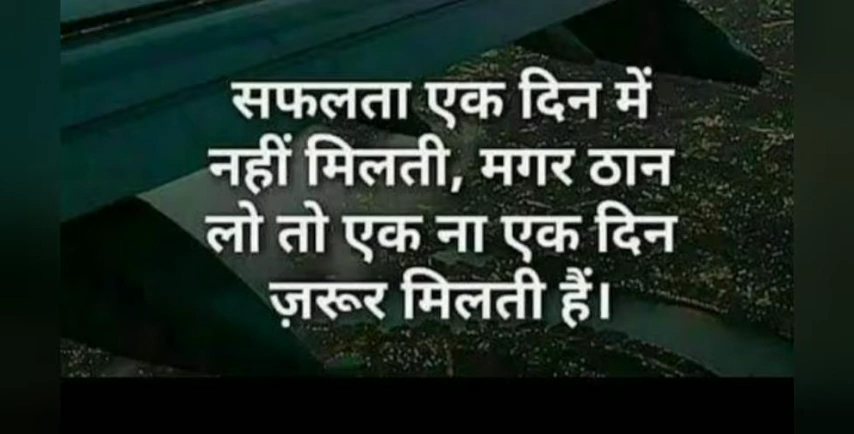 सफलता एक दिन में
नहीं मिलती, मगर ठान
लो तो एक ना एक दिन
ज़रूर मिलती हैं।